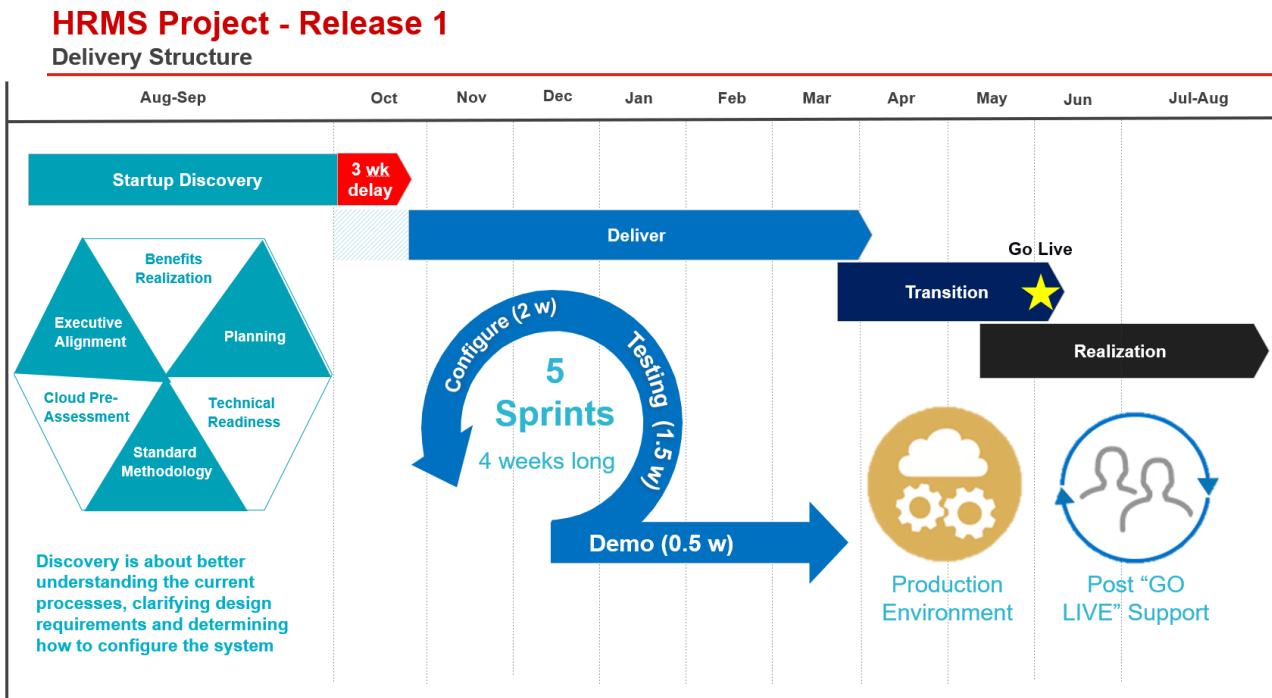 HRMS Project - Release 1
Delivery Structure
Aug-Sep Oct Nov Dec Jan Feb Mar Apr May Jun Jul-Aug
Startup Discovery
3 wk
delay
Deliver
Go Live
Transition
Realization
Benefits
Realization
Executive
Alignment
Planning
Cloud Pre-
Assessment
Technical
Readiness
Standard
Methodology
Configure (2 w)
Testing (1.5 w)
5
Sprints
4 weeks long
Demo (0.5 w)
Production
Environment
Post “GO
LIVE” Support
Discovery is about better
understanding the current
processes, clarifying design
requirements and determining
how to configure the system